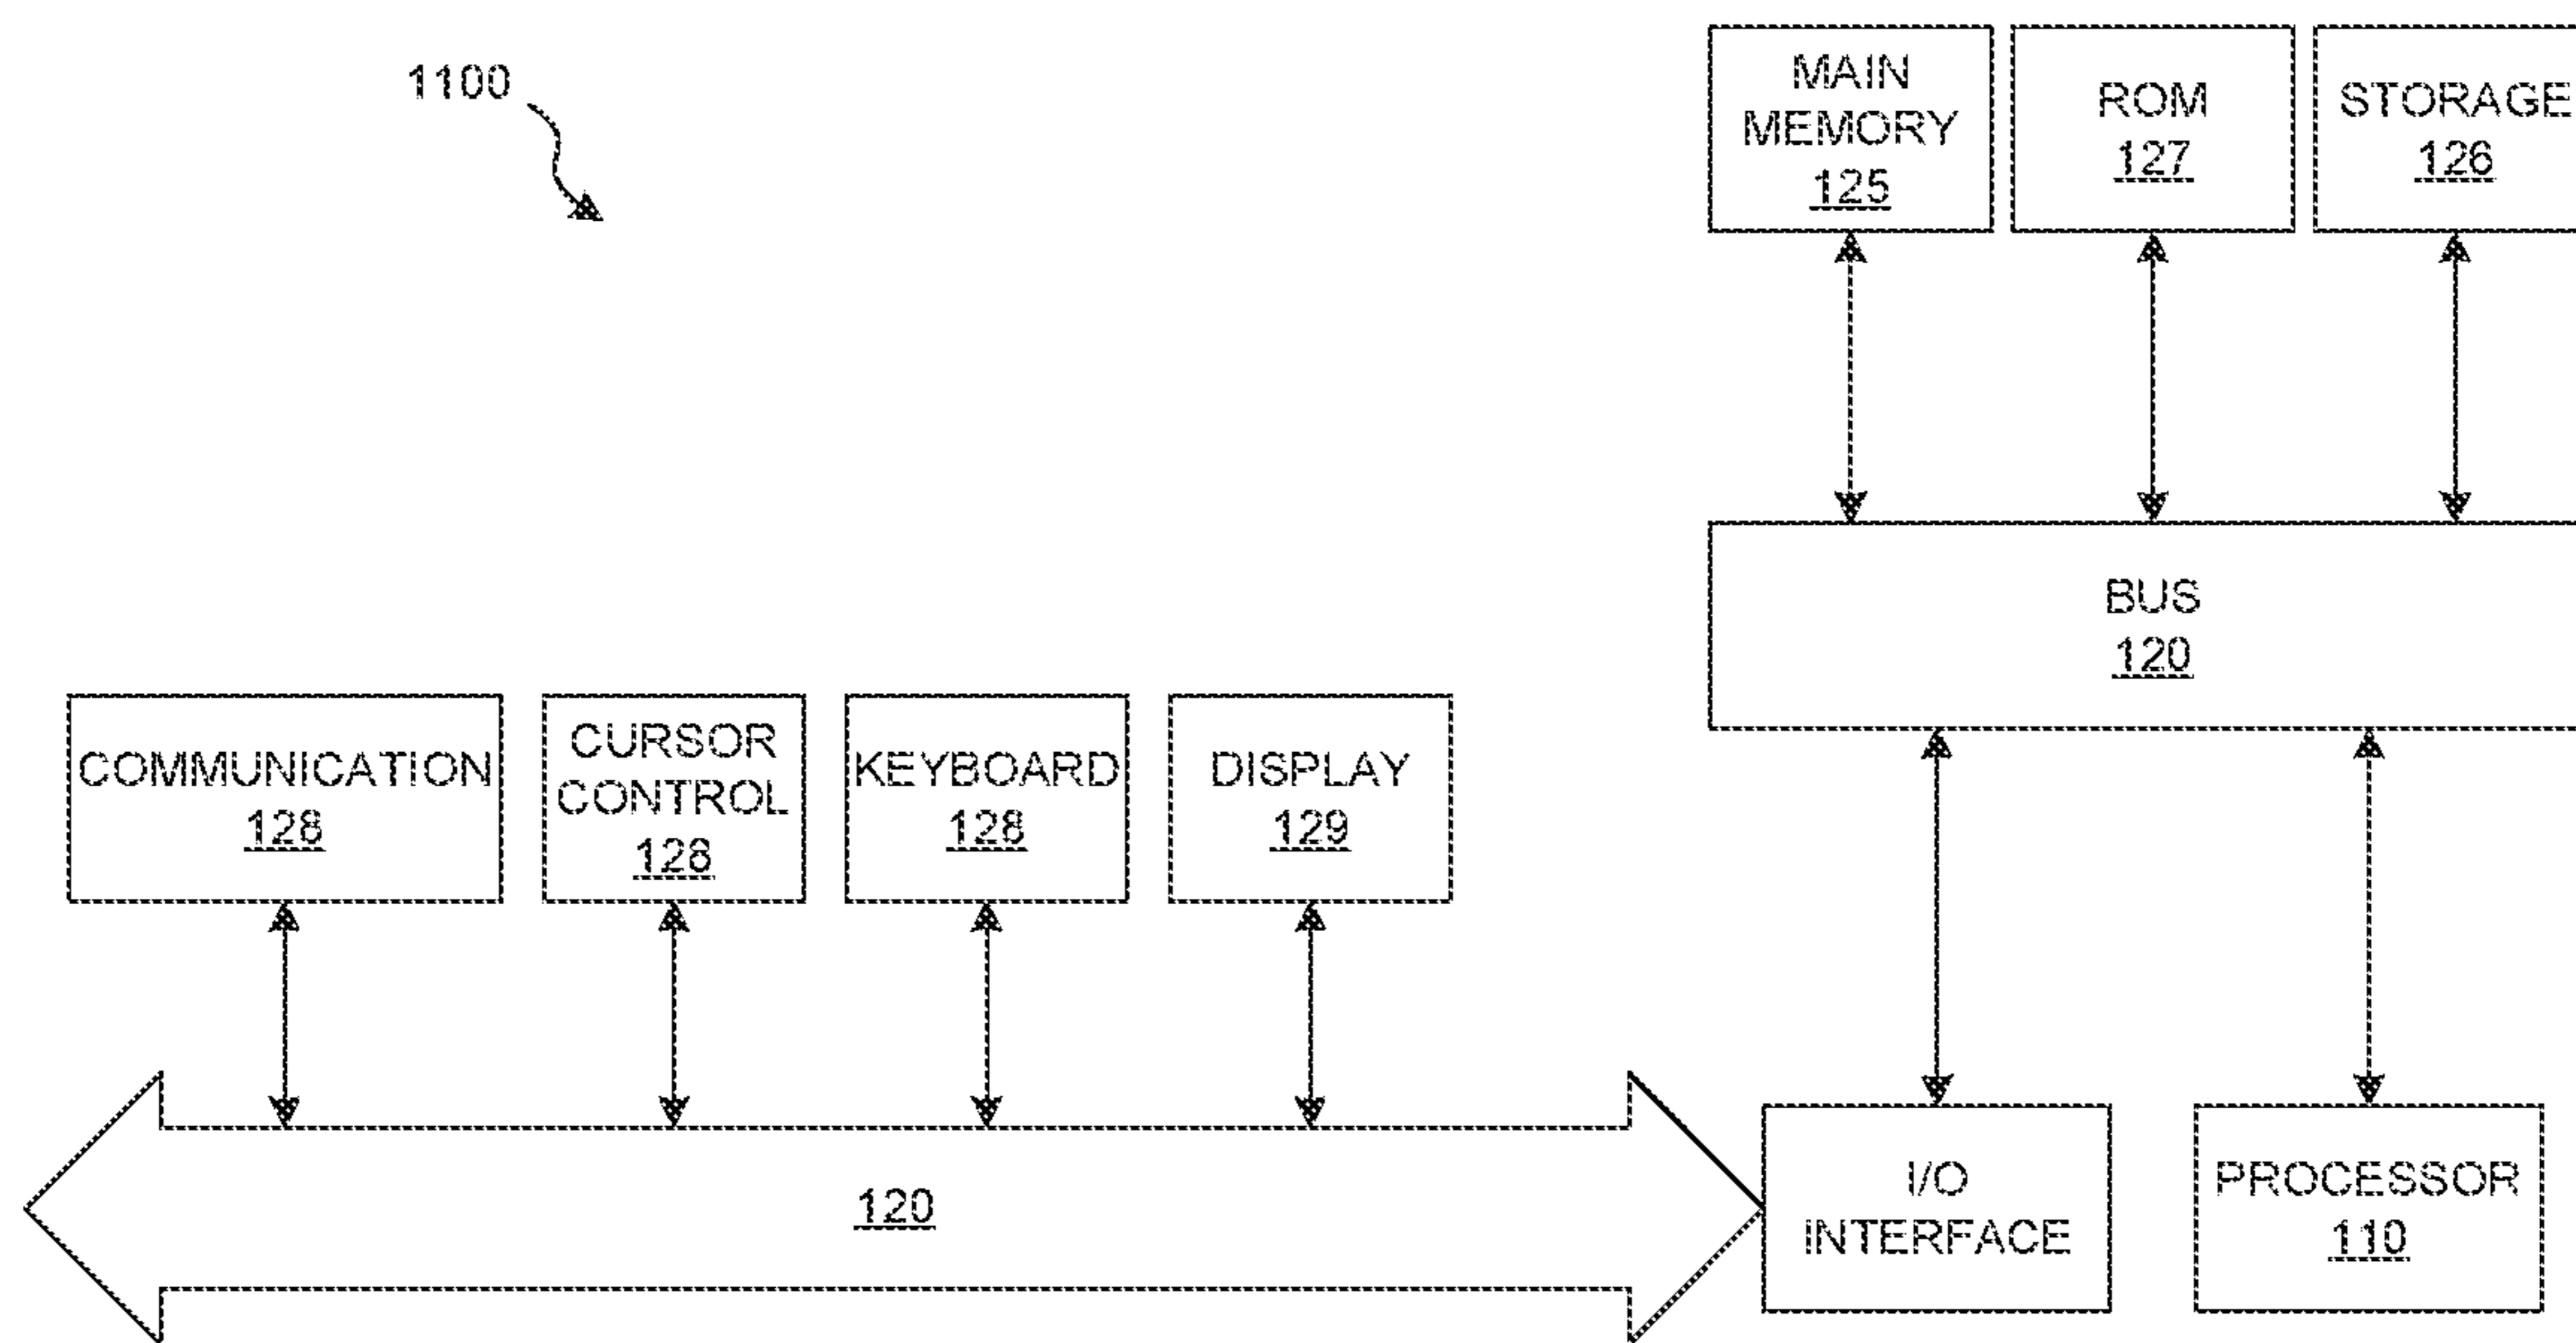 1100
MAIN
MEMORY
125
ROM
127
STORAGE
126
BUS
120
COMMUNICATION
128
CURSOR
CONTROL
128
KEYBOARD
128
DISPLAY
129
120
I/O
INTERFACE
PROCESSOR
110